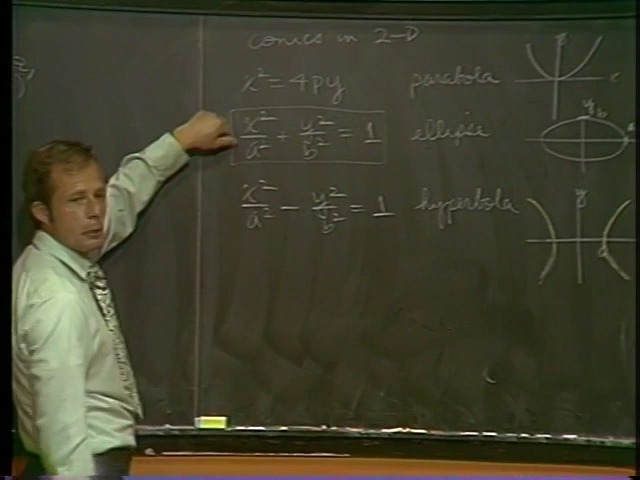 conics in 2-D
x² = 4py parabola
x²/a² + y²/b² = 1 ellipse
x²/a² - y²/b² = 1 hyperbola
y
b
a
y